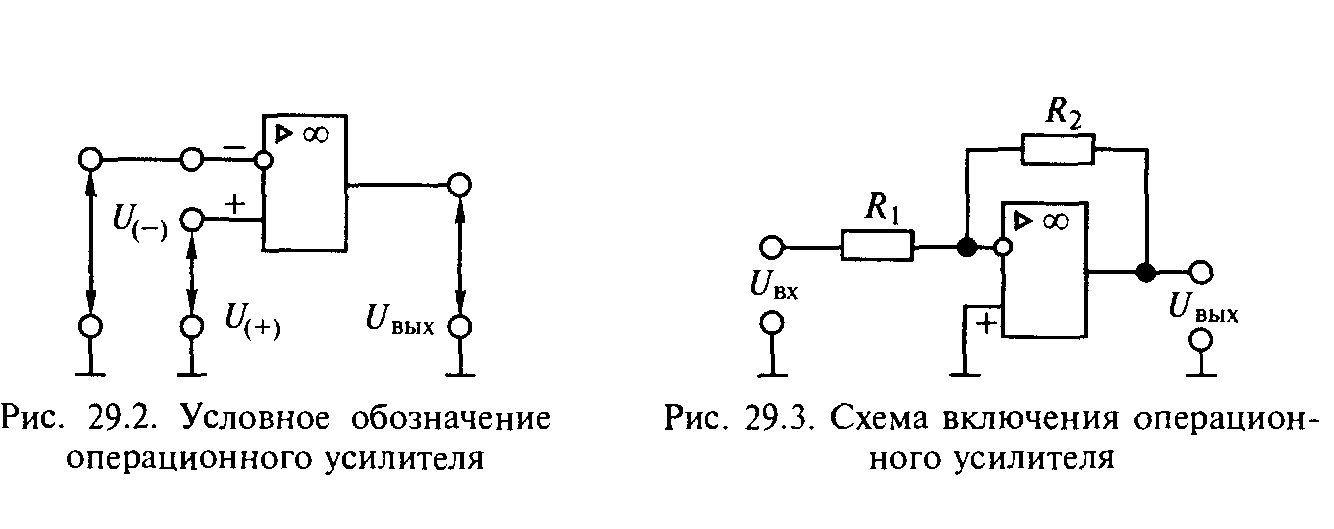 ▷ ∞
−
+
U(−)
U(+)
Uвых
Рис. 29.2. Условное обозначение
операционного усилителя
R2
R1
▷ ∞
Uвх
+
Uвых
Рис. 29.3. Схема включения операцион-
ного усилителя